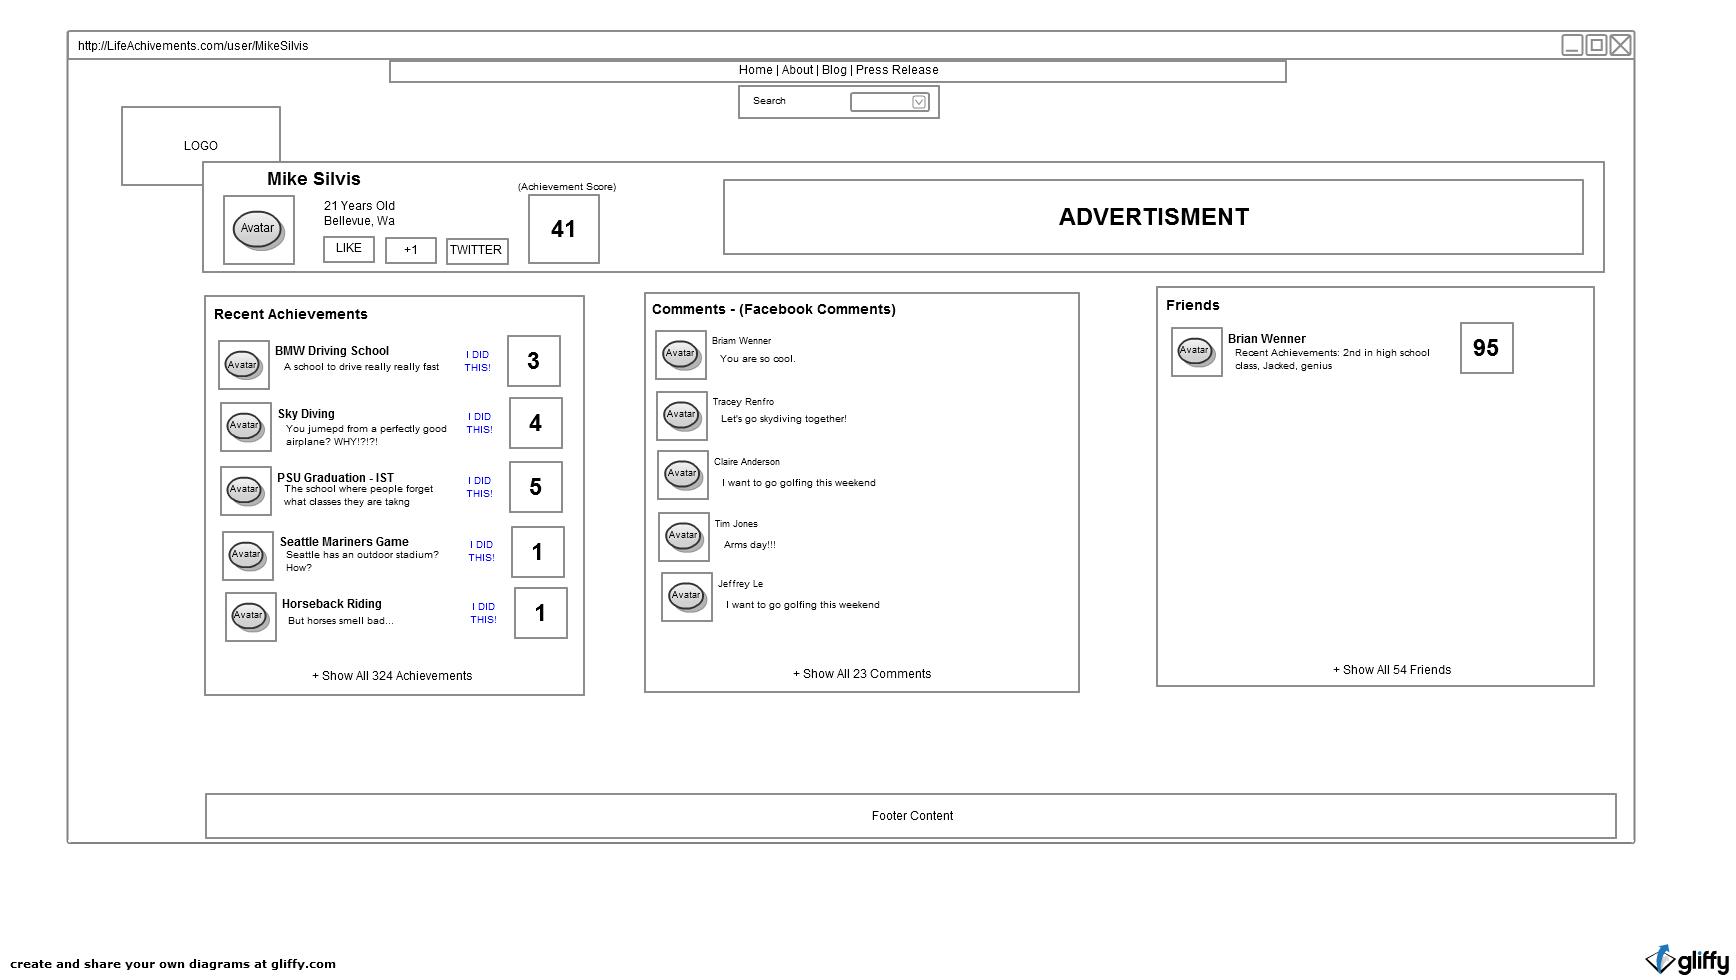 http://LifeAchivements.com/user/MikeSilvis
Home | About | Blog | Press Release
Search
LOGO
Mike Silvis
21 Years Old
Bellevue, Wa
Avatar
LIKE
+1
TWITTER
(Achievement Score)
41
ADVERTISMENT
Recent Achievements
Avatar
BMW Driving School
A school to drive really really fast
I DID
THIS!
3
Avatar
Sky Diving
You jumepd from a perfectly good
airplane? WHY!?!?!
I DID
THIS!
4
Avatar
PSU Graduation - IST
The school where people forget
what classes they are takng
I DID
THIS!
5
Avatar
Seattle Mariners Game
Seattle has an outdoor stadium?
How?
I DID
THIS!
1
Avatar
Horseback Riding
But horses smell bad...
I DID
THIS!
1
+ Show All 324 Achievements
Comments - (Facebook Comments)
Avatar
Briam Wenner
You are so cool.
Avatar
Tracey Renfro
Let's go skydiving together!
Avatar
Claire Anderson
I want to go golfing this weekend
Avatar
Tim Jones
Arms day!!!
Avatar
Jeffrey Le
I want to go golfing this weekend
+ Show All 23 Comments
Friends
Avatar
Brian Wenner
Recent Achievements: 2nd in high school
class, Jacked, genius
95
+ Show All 54 Friends
Footer Content
create and share your own diagrams at gliffy.com
gliffy